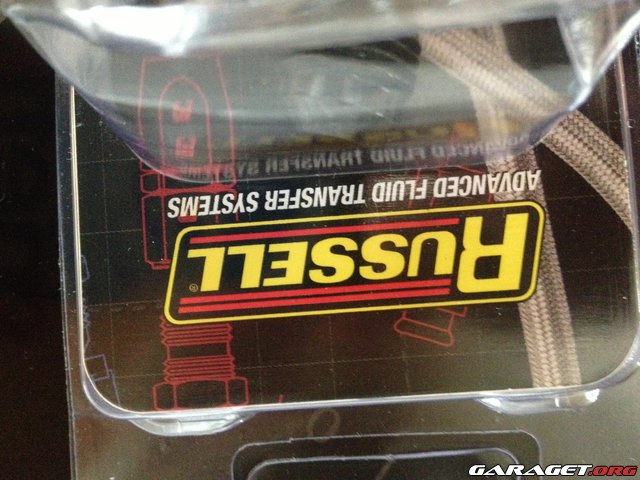 RUSSELL®
ADVANCED FLUID TRANSFER SYSTEMS
GARAGET.ORG